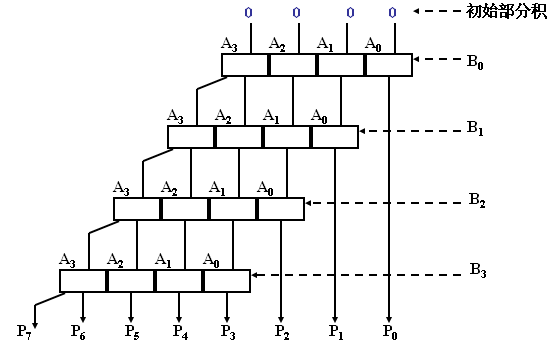 0 0 0 0 初始部分积
A3 A2 A1 A0
B0
A3 A2 A1 A0
B1
A3 A2 A1 A0
B2
A3 A2 A1 A0
B3
P7 P6 P5 P4 P3 P2 P1 P0